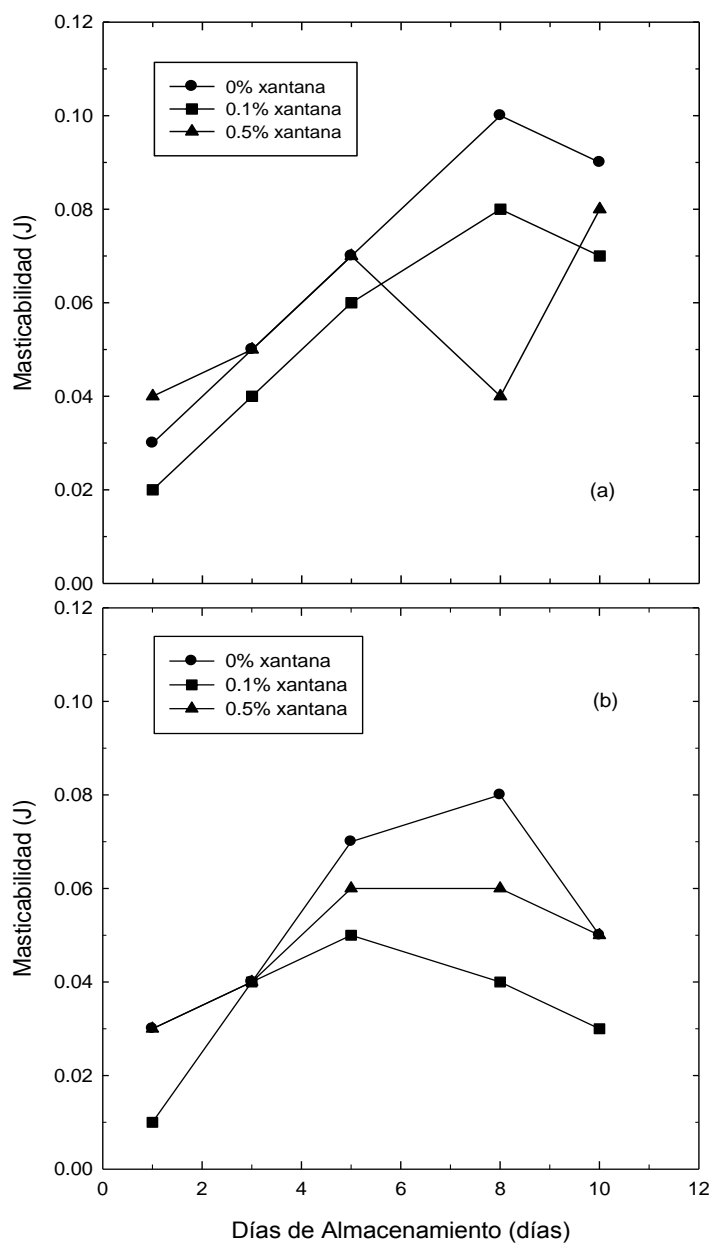 0.12
0% xantana
0.1% xantana
0.5% xantana
0.10
0.08
Masticabilidad (J)
0.06
0.04
0.02
(a)
0.00
0.12
0% xantana
0.1% xantana
0.5% xantana
(b)
0.10
0.08
Masticabilidad (J)
0.06
0.04
0.02
0.00
0 2 4 6 8 10 12
Días de Almacenamiento (días)